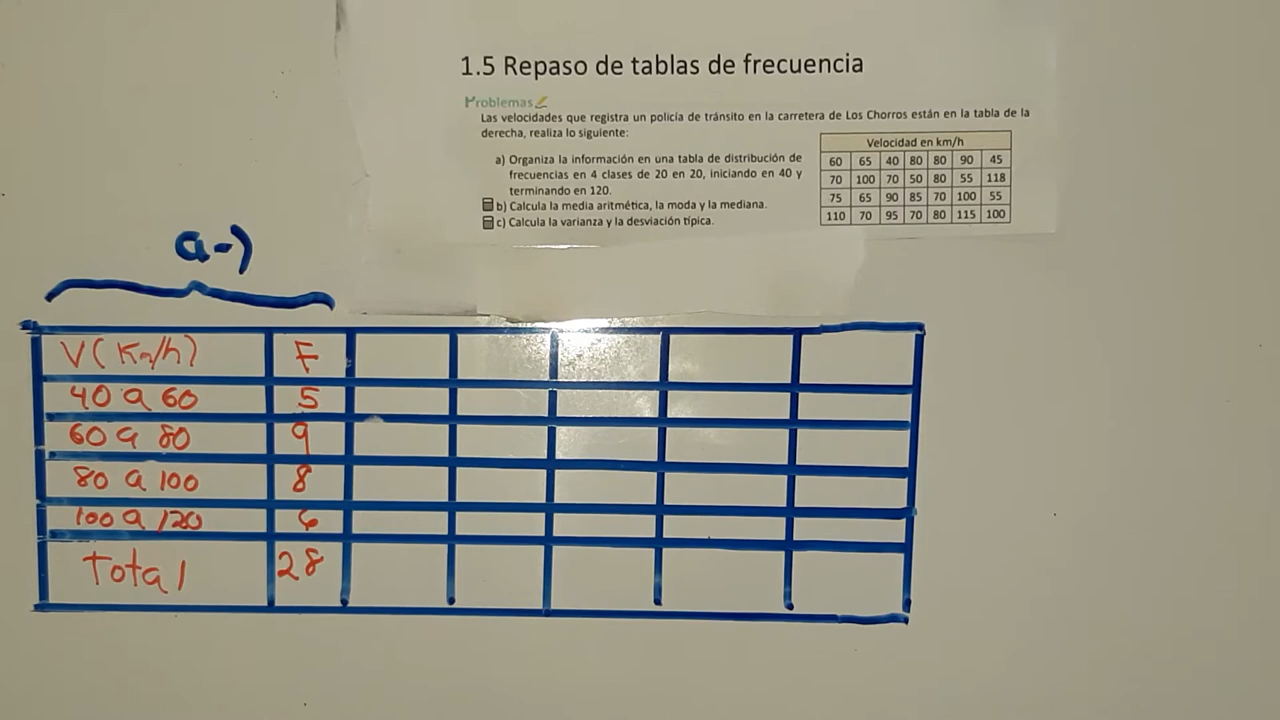 1.5 Repaso de tablas de frecuencia
Problemas
Las velocidades que registra un policía de tránsito en la carretera de Los Chorros están en la tabla de la
derecha, realiza lo siguiente:
a) Organiza la información en una tabla de distribución de
frecuencias en 4 clases de 20 en 20, iniciando en 40 y
terminando en 120.
b) Calcula la media aritmética, la moda y la mediana.
c) Calcula la varianza y la desviación típica.
Velocidad en km/h
60 65 40 80 80 90 45
70 100 70 50 80 55 118
75 65 90 85 70 100 55
110 70 95 70 80 115 100
a-)
V(Km/h) F
40 a 60 5
60 a 80 9
80 a 100 8
100 a 120 6
Total 28